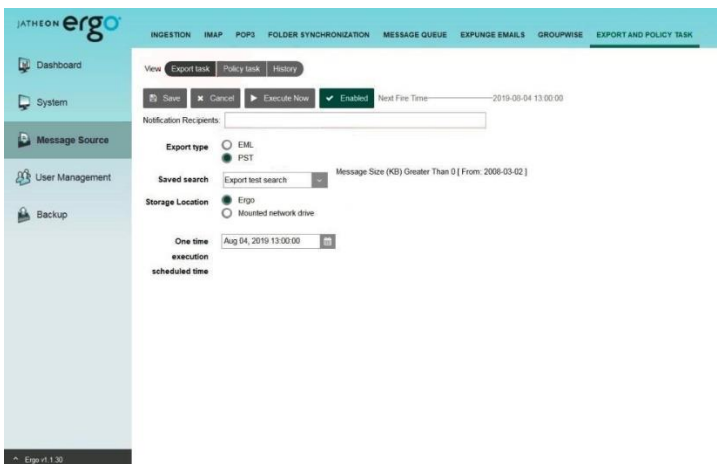 JATHEON ergo
INGESTION IMAP POP3 FOLDER SYNCHRONIZATION MESSAGE QUEUE EXPUNGE EMAILS GROUPWISE EXPORT AND POLICY TASK
Dashboard
System
Message Source
User Management
Backup
View Export task Policy task History
Save Cancel Execute Now Enabled Next Fire Time 2019-08-04 13:00:00
Notification Recipients:
Export type EML
PST
Saved search Export test search Message Size (KB) Greater Than 0 [ From: 2008-03-02 ]
Storage Location Ergo
Mounted network drive
One time Aug 04, 2019 13:00:00
execution
scheduled time
Ergo v1.1.30